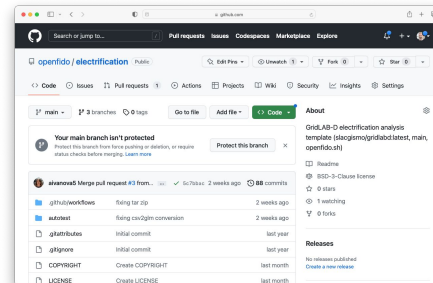 github.com
Search or jump to... / Pull requests Issues Codespaces Marketplace Explore
openfido / electrification Public
Edit Pins Unwatch 1 Fork 0 Star 0
Code Issues Pull requests 1 Actions Projects Wiki Security Insights Settings
main 3 branches 0 tags Go to file Add file Code
Your main branch isn't protected
Protect this branch from force pushing or deletion, or require
status checks before merging. Learn more
Protect this branch
aivanova5 Merge pull request #3 from... 2 weeks ago 88 commits
.github/workflows fixing tar zip 2 weeks ago
autotest fixing csv2glm conversion 2 weeks ago
.gitattributes Initial commit last year
.gitignore Initial commit last year
COPYRIGHT Create COPYRIGHT last month
LICENSE Create LICENSE last month
About
GridLAB-D electrification analysis
template (slacgismo/gridlabd:latest, main,
openfido.sh)
Readme
BSD-3-Clause license
0 stars
1 watching
0 forks
Releases
No releases published
Create a new release